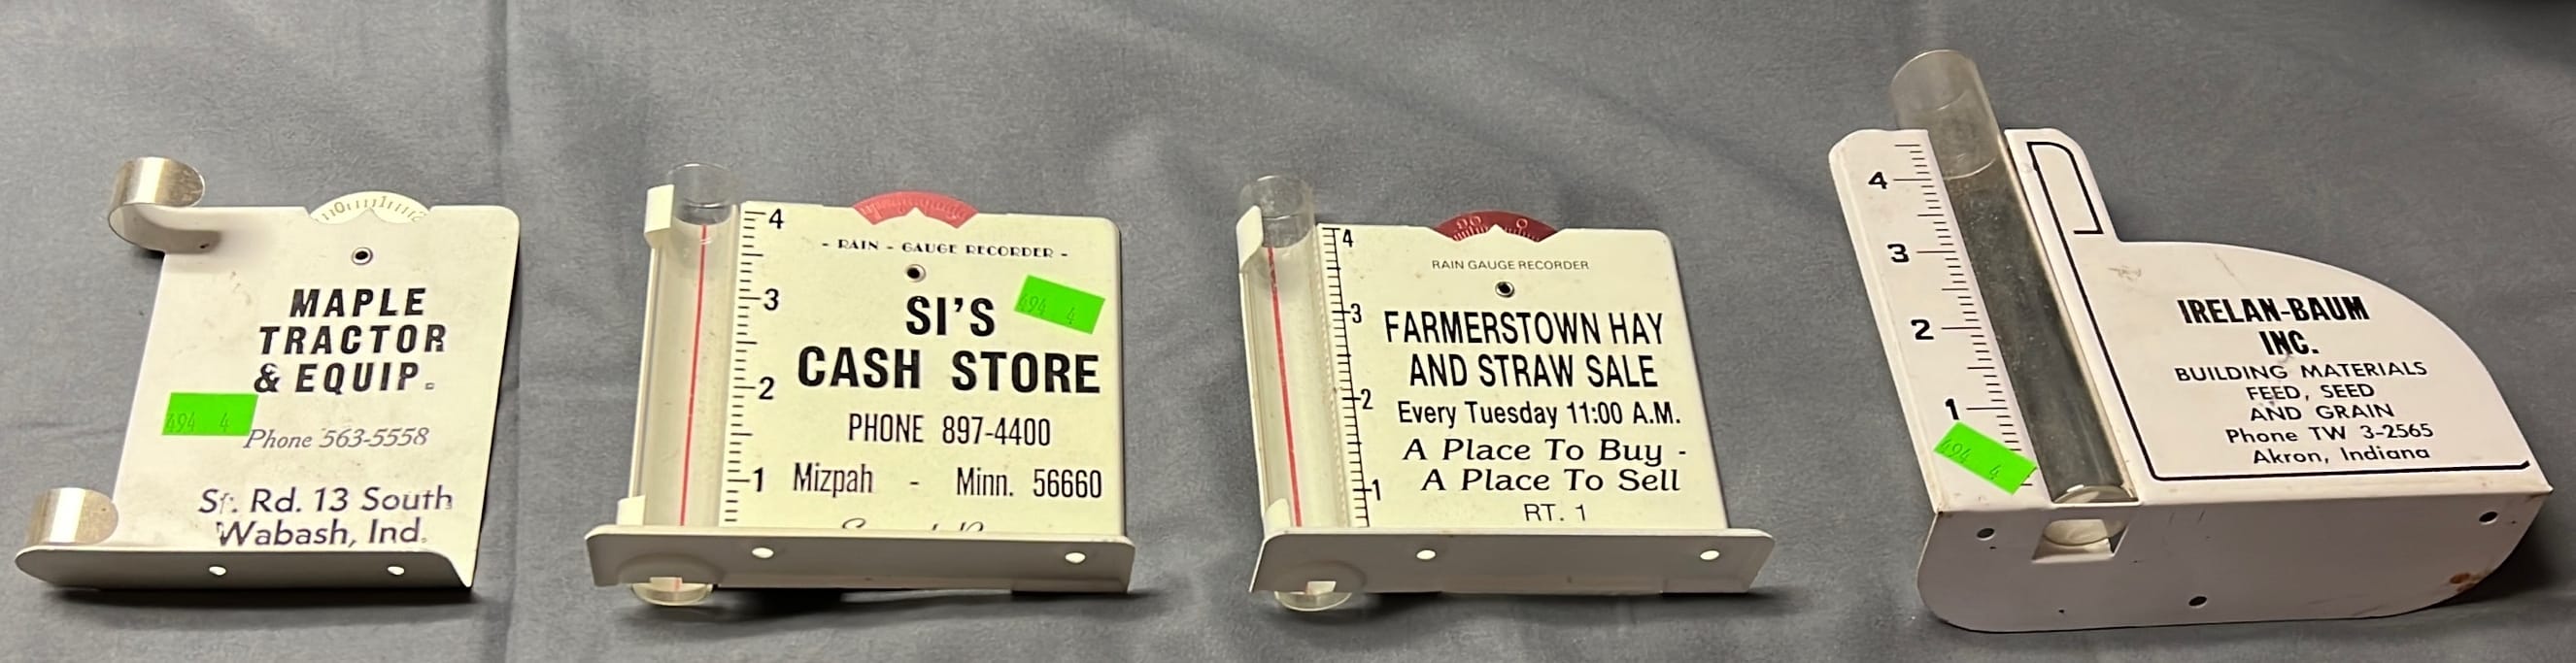 MAPLE
TRACTOR
& EQUIP.
494 4
Phone 563-5558
St. Rd. 13 South
Wabash, Ind.
4
- RAIN - GAUGE RECORDER -
494 4
3
SI'S
CASH STORE
2
PHONE 897-4400
1
Mizpah - Minn. 56660
4
RAIN GAUGE RECORDER
3
FARMERSTOWN HAY
AND STRAW SALE
2
Every Tuesday 11:00 A.M.
A Place To Buy -
A Place To Sell
1
RT. 1
4
3
2
1
494 4
IRELAN-BAUM
INC.
BUILDING MATERIALS
FEED, SEED
AND GRAIN
Phone TW 3-2565
Akron, Indiana